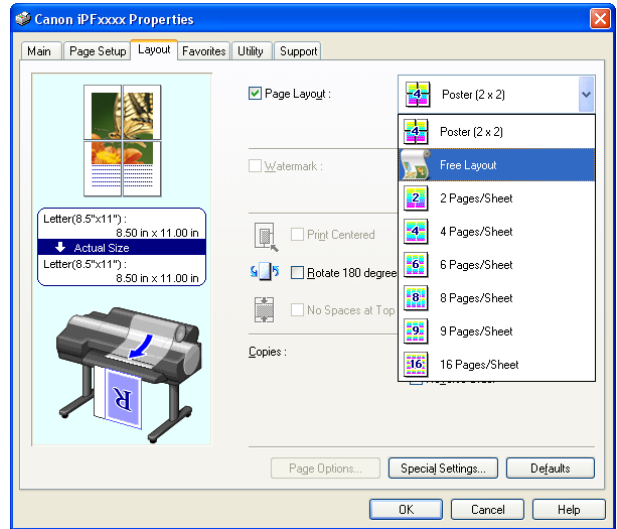 Canon iPFxxxx Properties
Main Page Setup Layout Favorites Utility Support
Page Layout :
Poster (2 x 2)
Poster (2 x 2)
Free Layout
2 Pages/Sheet
4 Pages/Sheet
6 Pages/Sheet
8 Pages/Sheet
9 Pages/Sheet
16 Pages/Sheet
Watermark :
Letter(8.5"x11") :
8.50 in x 11.00 in
Actual Size
Letter(8.5"x11") :
8.50 in x 11.00 in
Print Centered
Rotate 180 degree
No Spaces at Top
Copies :
Page Options... Special Settings... Defaults
OK Cancel Help